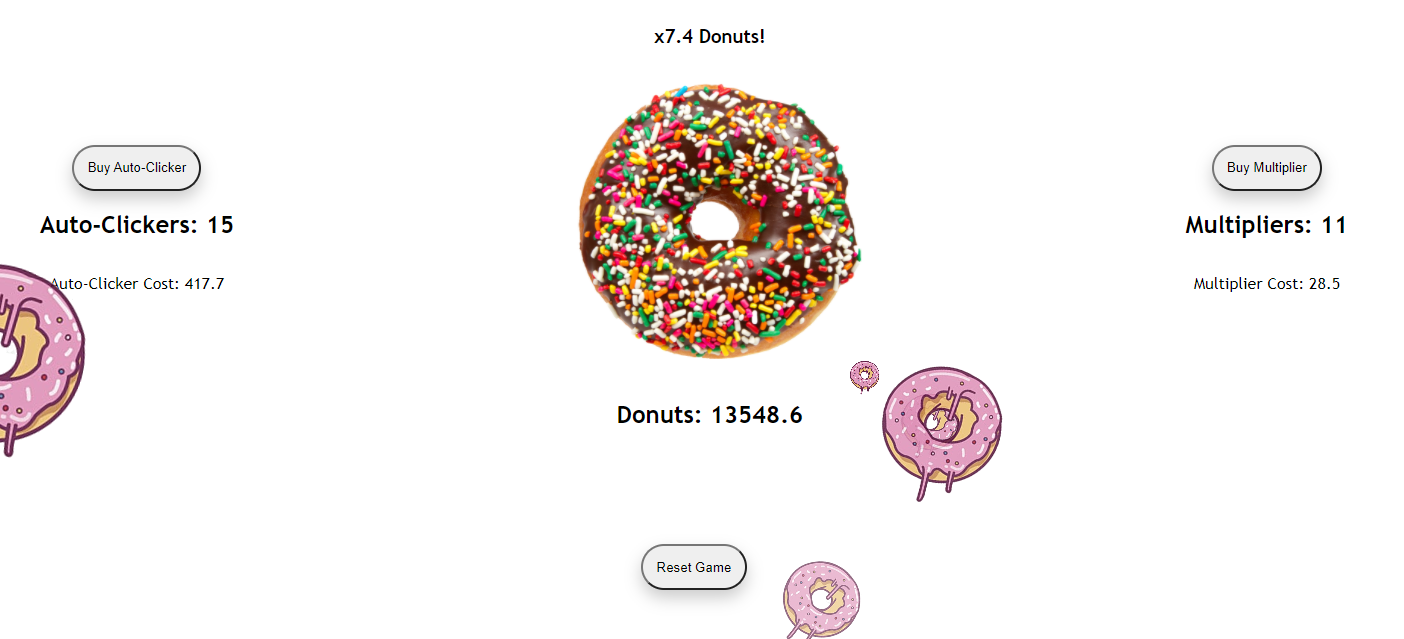 x7.4 Donuts!
Buy Auto-Clicker
Auto-Clickers: 15
Auto-Clicker Cost: 417.7
Donuts: 13548.6
Reset Game
Buy Multiplier
Multipliers: 11
Multiplier Cost: 28.5